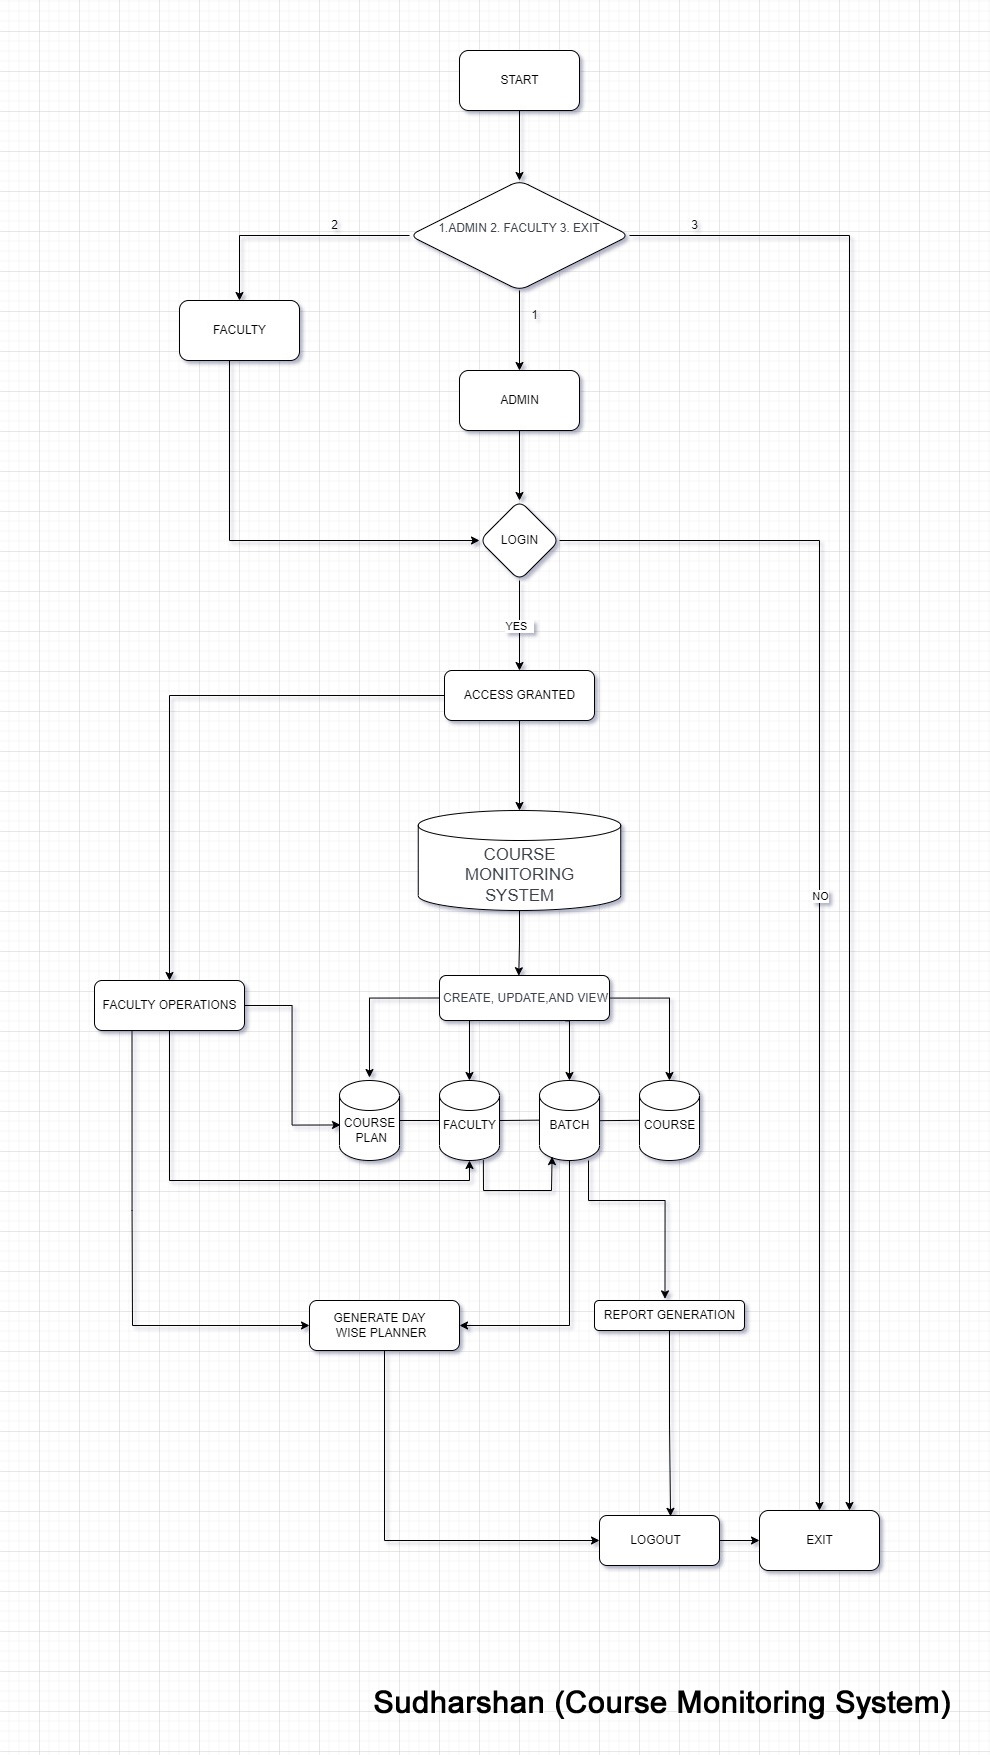 START
1.ADMIN 2. FACULTY 3. EXIT
2
3
1
FACULTY
ADMIN
LOGIN
YES
ACCESS GRANTED
COURSE
MONITORING
SYSTEM
NO
FACULTY OPERATIONS
CREATE, UPDATE,AND VIEW
COURSE
PLAN
FACULTY
BATCH
COURSE
GENERATE DAY
WISE PLANNER
REPORT GENERATION
LOGOUT
EXIT
Sudharshan (Course Monitoring System)